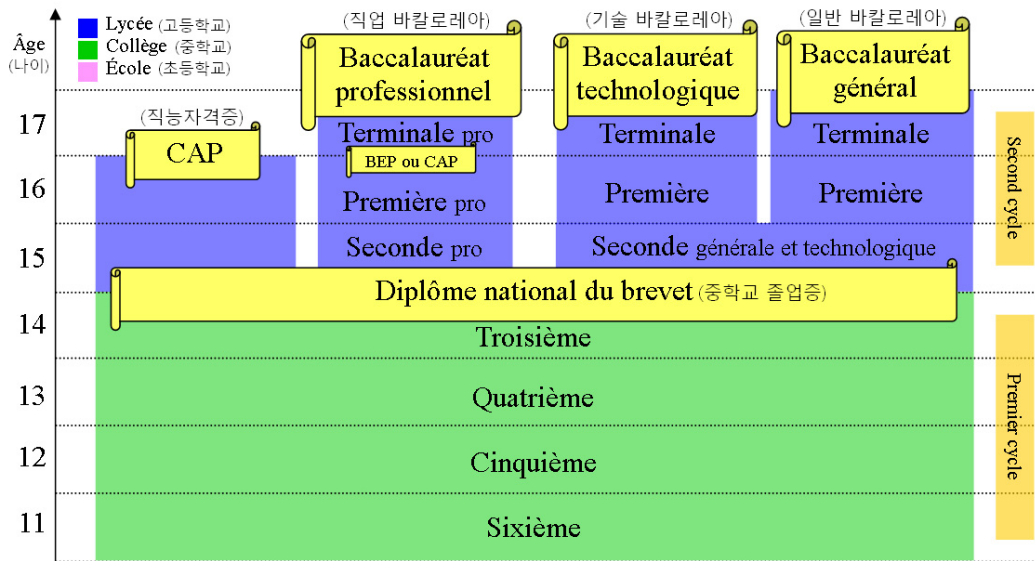 Âge
(나이)
Lycée (고등학교)
Collège (중학교)
École (초등학교)
(직업 바칼로레아)
(기술 바칼로레아)
(일반 바칼로레아)
Baccalauréat
professionnel
Baccalauréat
technologique
Baccalauréat
général
(직능자격증)
CAP
17
Terminale pro
Terminale
Terminale
BEP ou CAP
16
Première pro
Première
Première
15
Seconde pro
Seconde générale et technologique
Second cycle
Diplôme national du brevet (중학교 졸업증)
14
Troisième
13
Quatrième
12
Cinquième
11
Sixième
Premier cycle